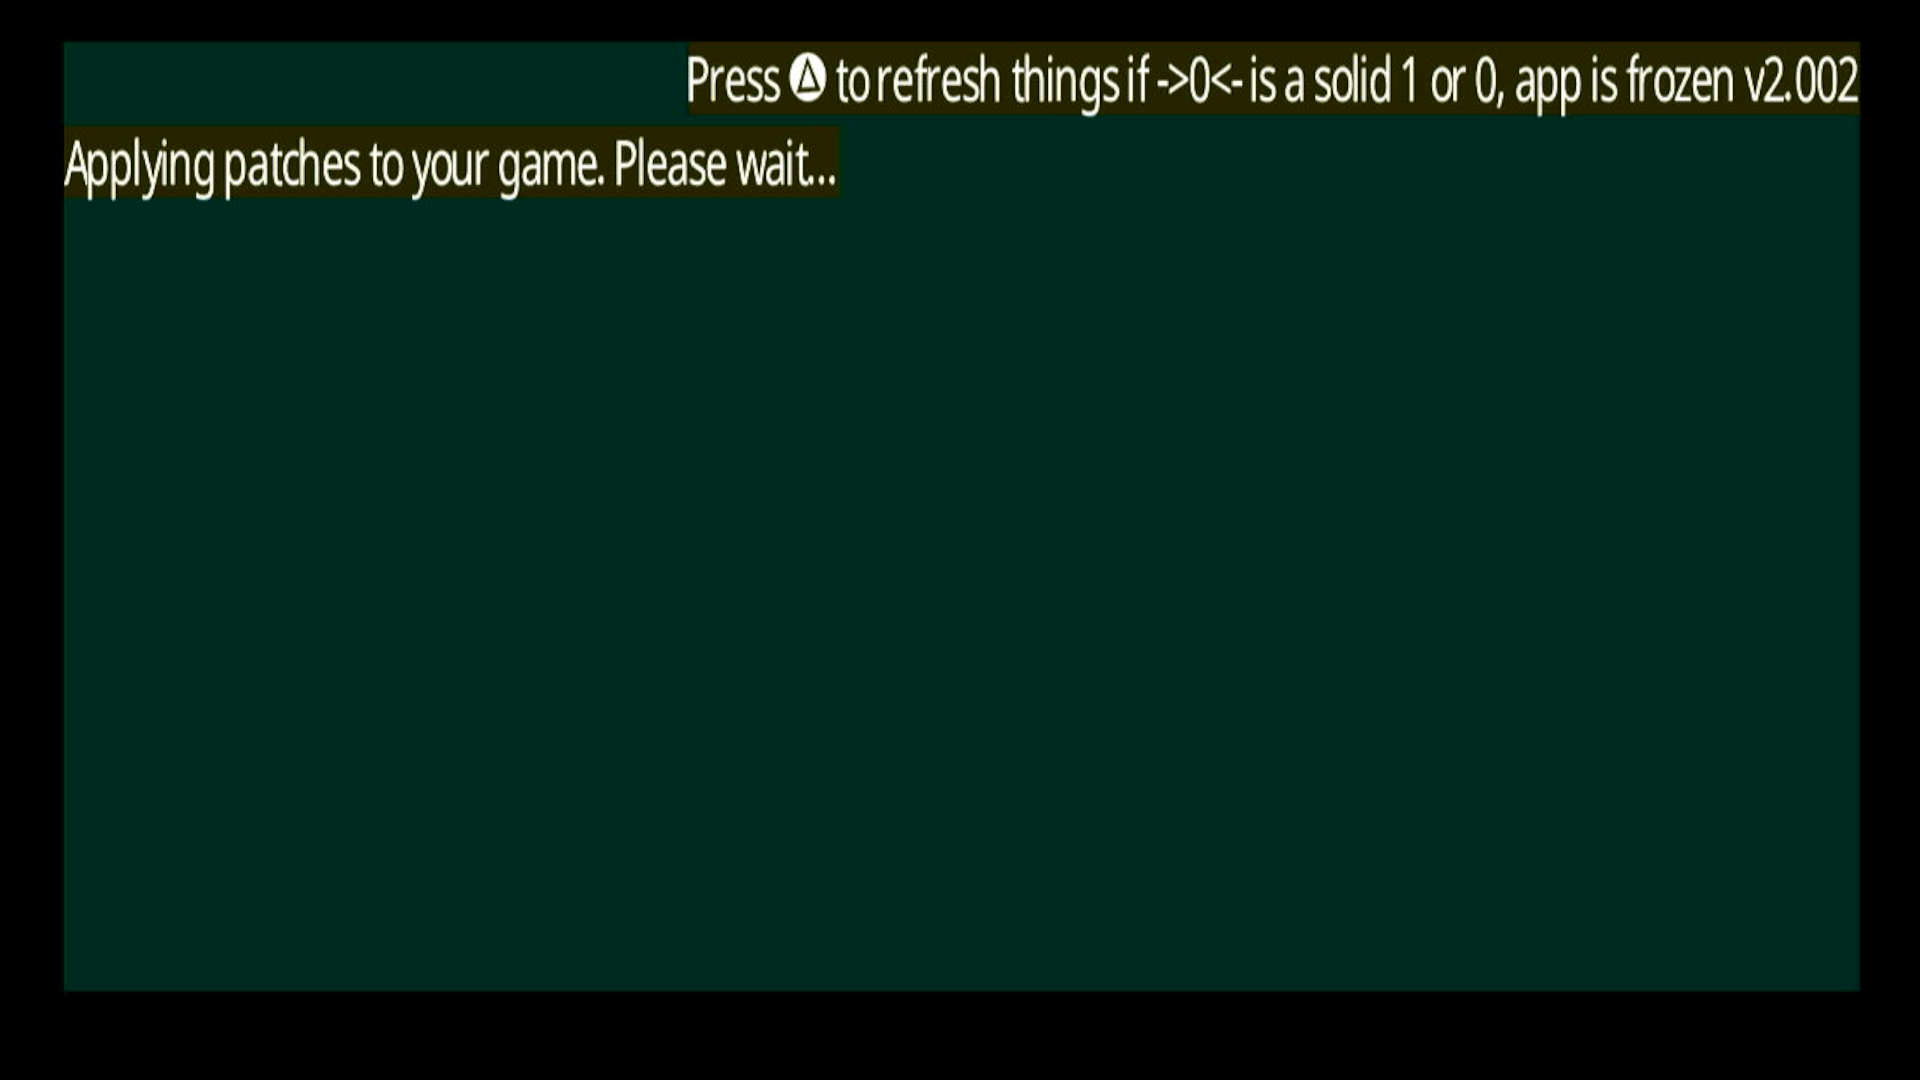 Press △ to refresh things if ->0<- is a solid 1 or 0, app is frozen v2.002
Applying patches to your game. Please wait...